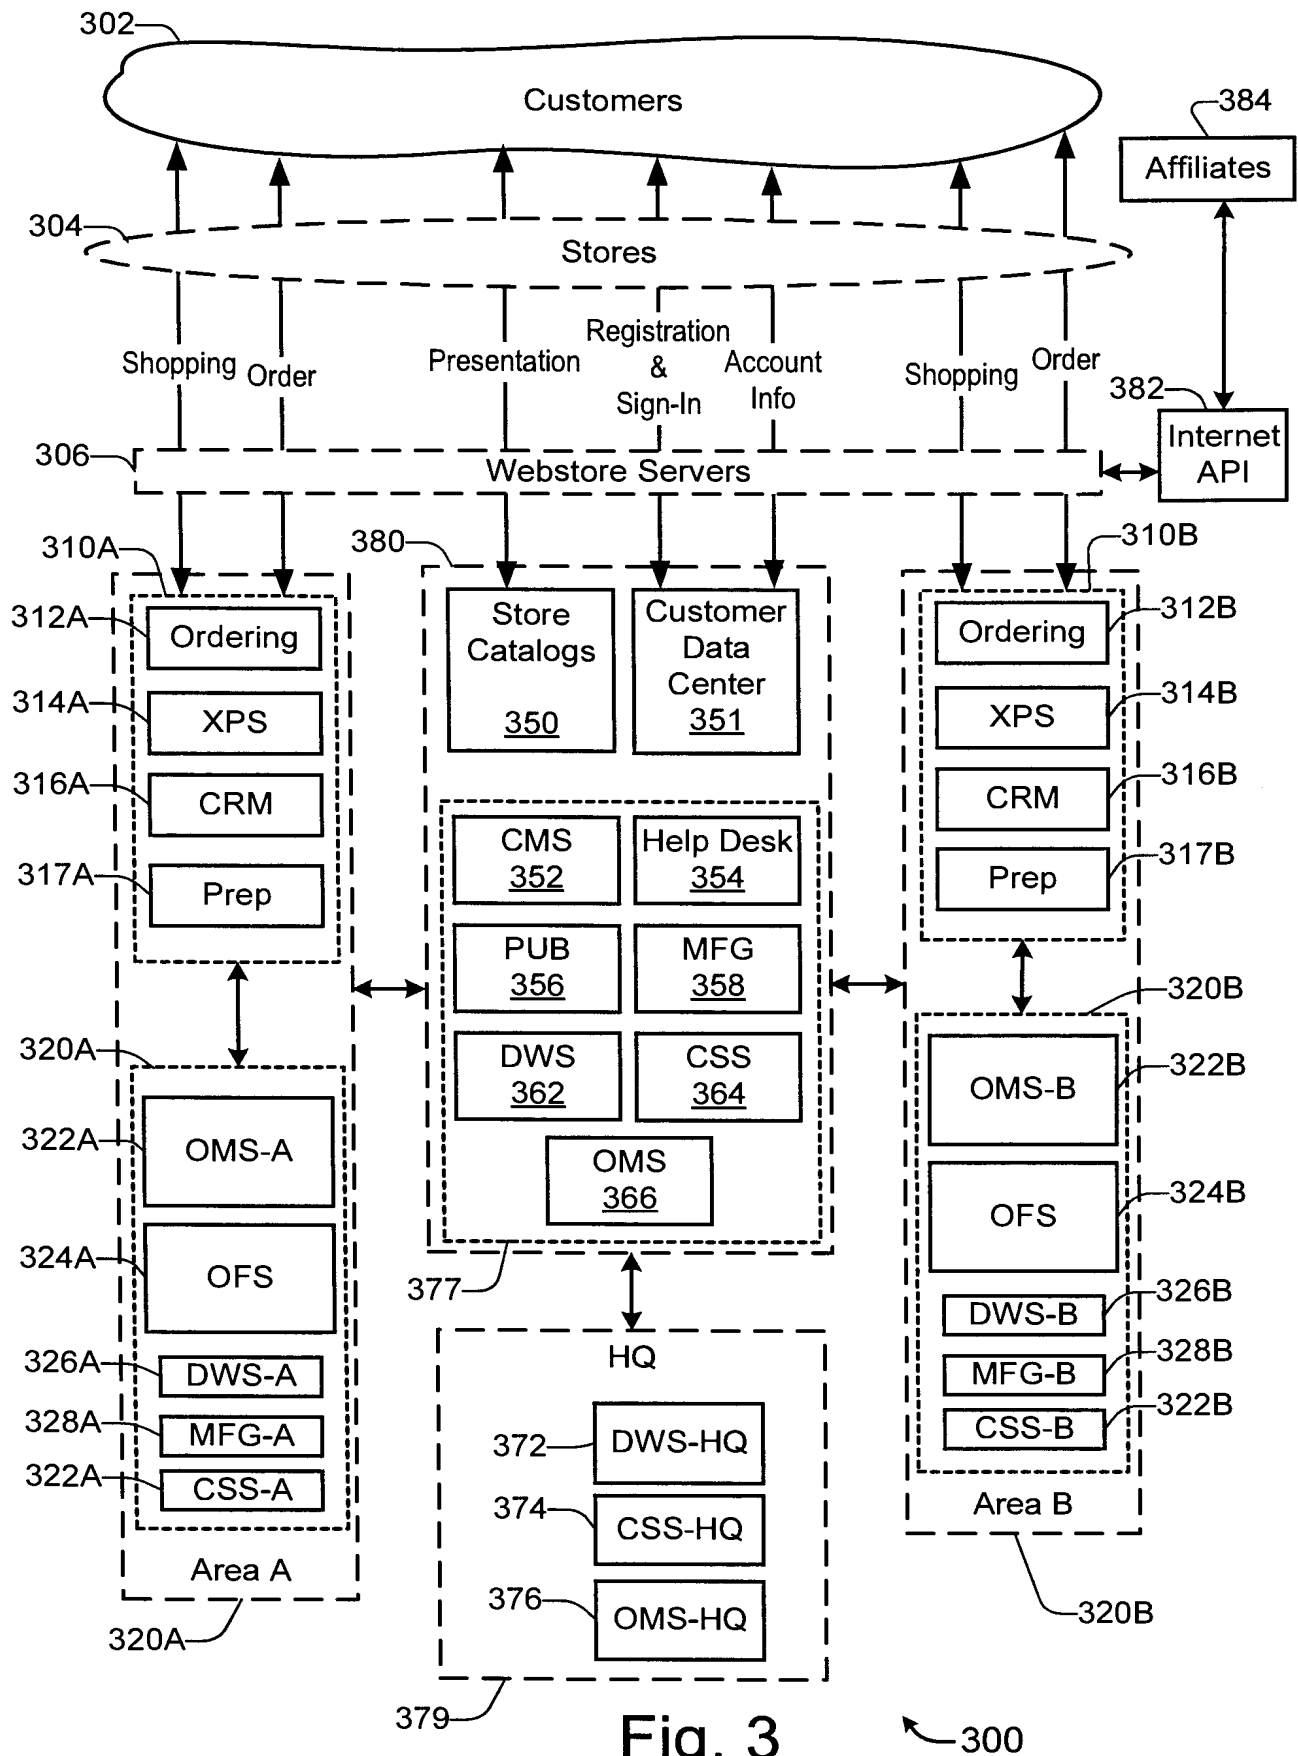 302
Customers
384
Affiliates
304
Stores
Shopping
Order
Presentation
Registration
&
Sign-In
Account
Info
Shopping
Order
382
Internet
API
306
Webstore Servers
310A
380
310B
312A
Ordering
314A
XPS
316A
CRM
317A
Prep
Store
Catalogs
350
Customer
Data
Center
351
Ordering
312B
XPS
314B
CRM
316B
Prep
317B
CMS
352
Help Desk
354
PUB
356
MFG
358
DWS
362
CSS
364
OMS
366
377
320A
322A
OMS-A
324A
OFS
326A
DWS-A
328A
MFG-A
322A
CSS-A
Area A
320A
320B
OMS-B
322B
OFS
324B
DWS-B
326B
MFG-B
328B
CSS-B
322B
Area B
320B
HQ
372
DWS-HQ
374
CSS-HQ
376
OMS-HQ
379
Fig. 3
300